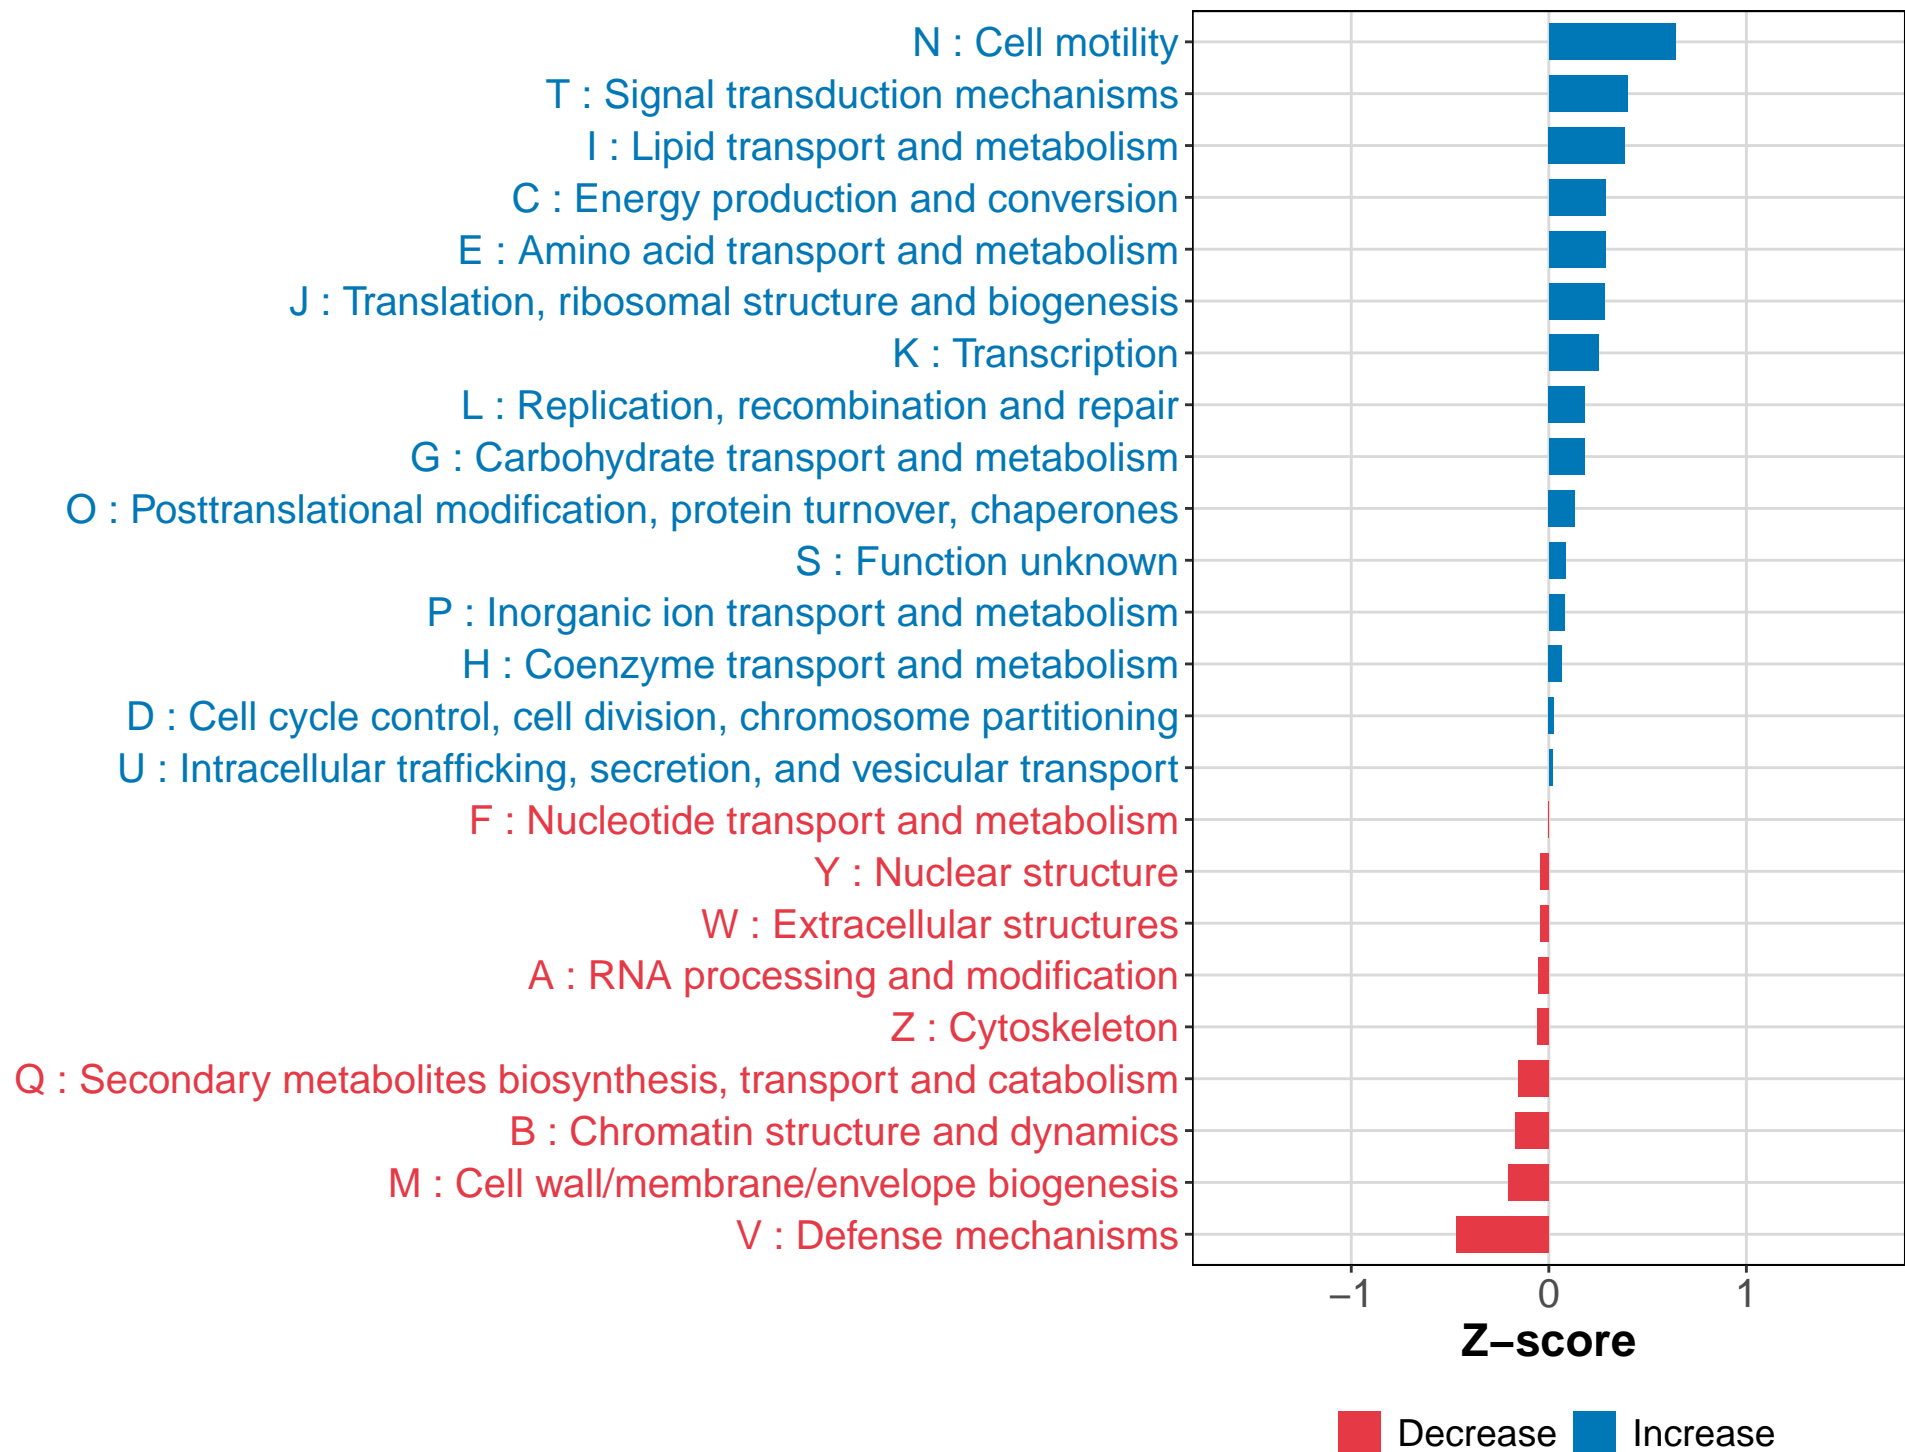 N : Cell motility
T : Signal transduction mechanisms
I : Lipid transport and metabolism
C : Energy production and conversion
E : Amino acid transport and metabolism
J : Translation, ribosomal structure and biogenesis
K : Transcription
L : Replication, recombination and repair
G : Carbohydrate transport and metabolism
O : Posttranslational modification, protein turnover, chaperones
S : Function unknown
P : Inorganic ion transport and metabolism
H : Coenzyme transport and metabolism
D : Cell cycle control, cell division, chromosome partitioning
U : Intracellular trafficking, secretion, and vesicular transport
F : Nucleotide transport and metabolism
Y : Nuclear structure
W : Extracellular structures
A : RNA processing and modification
Z : Cytoskeleton
Q : Secondary metabolites biosynthesis, transport and catabolism
B : Chromatin structure and dynamics
M : Cell wall/membrane/envelope biogenesis
V : Defense mechanisms
−1 0 1
Z−score
Decrease Increase